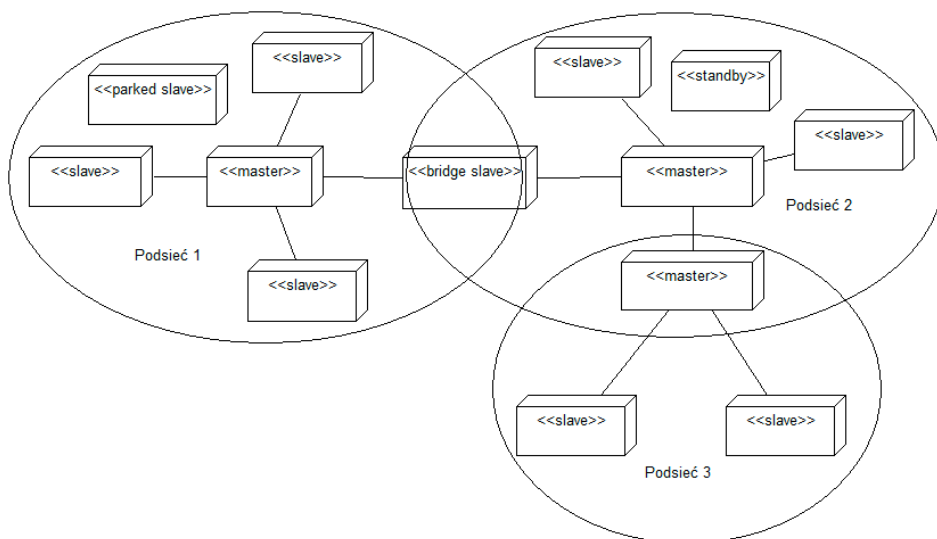 <<slave>>
<<parked slave>>
<<slave>>
<<master>>
<<bridge slave>>
Podsieć 1
<<slave>>
<<slave>>
<<standby>>
<<slave>>
<<master>>
Podsieć 2
<<master>>
<<slave>>
<<slave>>
Podsieć 3